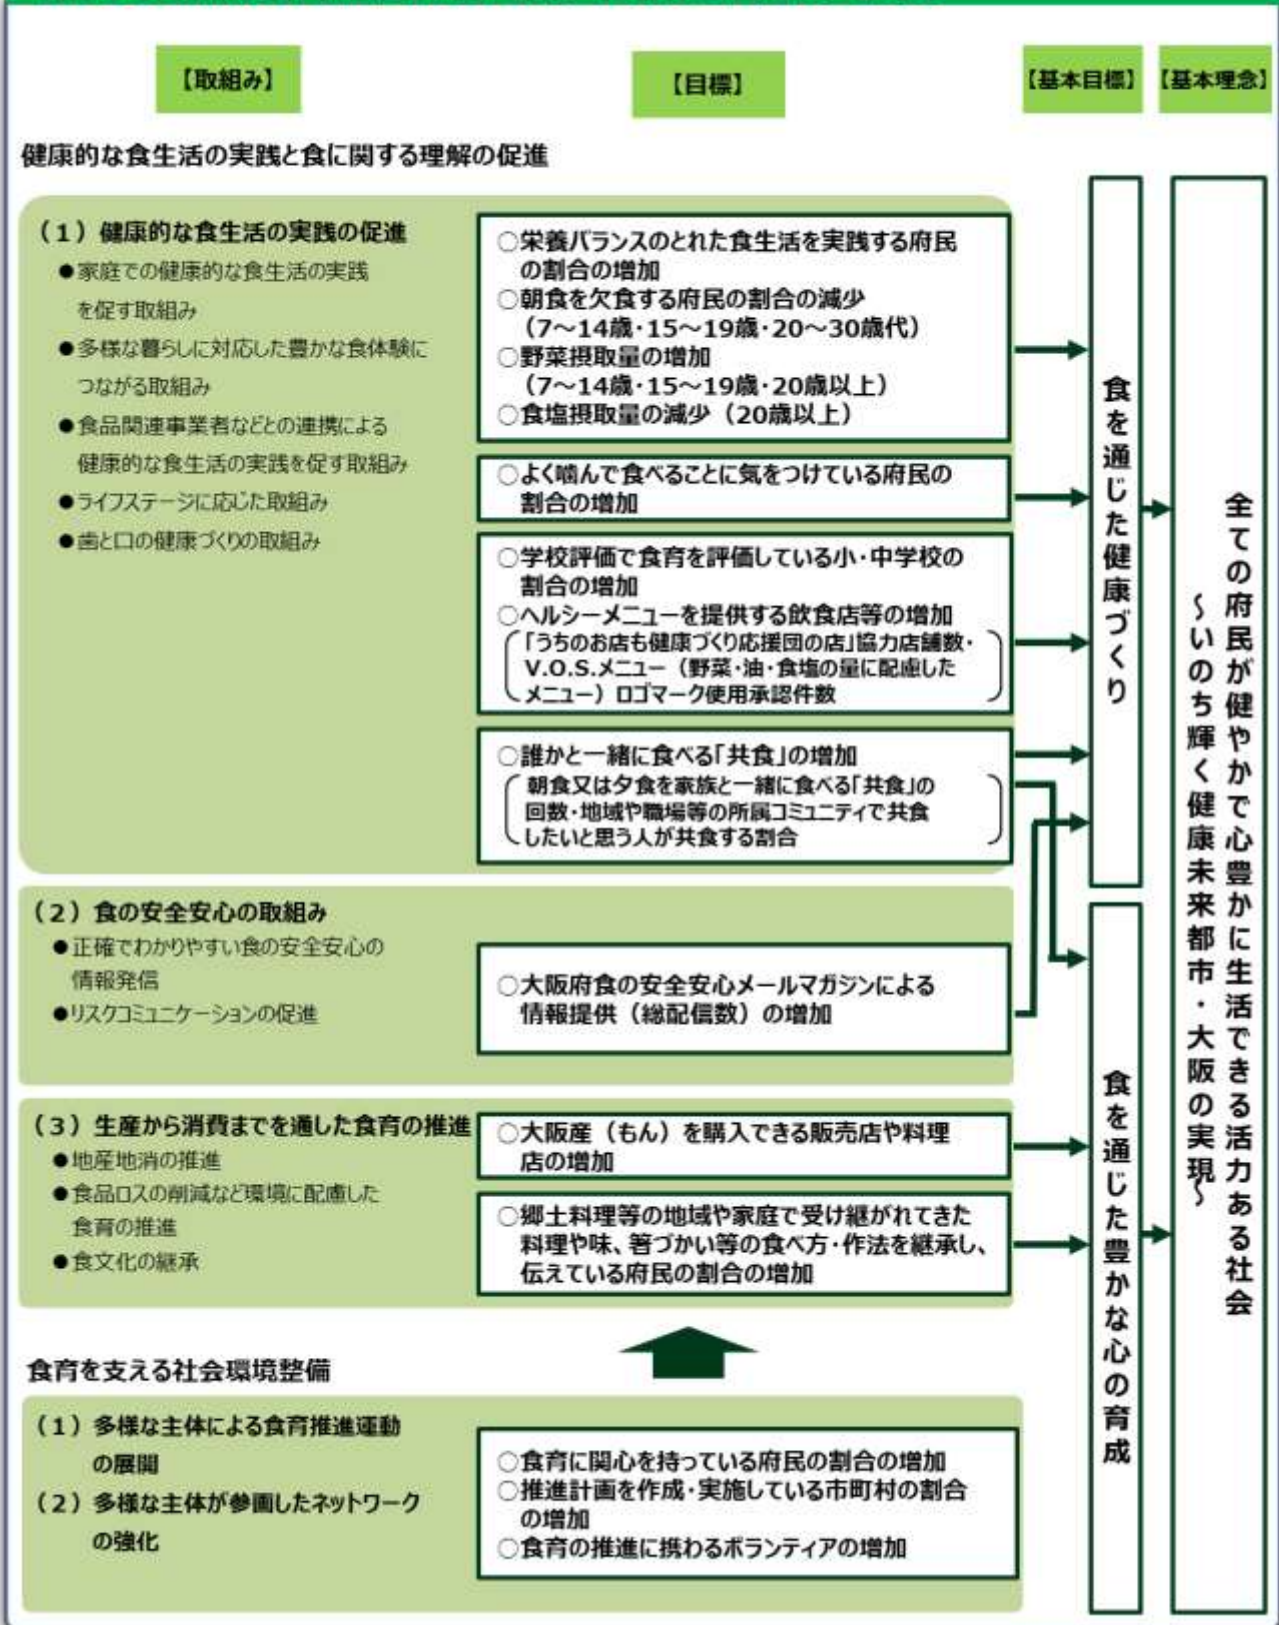 【取組み】
【目標】
【基本目標】
【基本理念】
健康的な食生活の実践と食に関する理解の促進
（1）健康的な食生活の実践の促進
●家庭での健康的な食生活の実践
を促す取組み
●多様な暮らしに対応した豊かな食体験に
つながる取組み
●食品関連事業者などとの連携による
健康的な食生活の実践を促す取組み
●ライフステージに応じた取組み
●歯と口の健康づくりの取組み
○栄養バランスのとれた食生活を実践する府民
の割合の増加
○朝食を欠食する府民の割合の減少
（7～14歳・15～19歳・20～30歳代）
○野菜摂取量の増加
（7～14歳・15～19歳・20歳以上）
○食塩摂取量の減少（20歳以上）
○よく噛んで食べることに気をつけている府民の
割合の増加
○学校評価で食育を評価している小・中学校の
割合の増加
○ヘルシーメニューを提供する飲食店等の増加
「うちのお店も健康づくり応援団の店」協力店舗数・
V.O.S.メニュー（野菜・油・食塩の量に配慮した
メニュー）ロゴマーク使用承認件数
○誰かと一緒に食べる「共食」の増加
朝食又は夕食を家族と一緒に食べる「共食」の
回数・地域や職場等の所属コミュニティで共食
したいと思う人が共食する割合
（2）食の安全安心の取組み
●正確でわかりやすい食の安全安心の
情報発信
●リスクコミュニケーションの促進
○大阪府食の安全安心メールマガジンによる
情報提供（総配信数）の増加
（3）生産から消費までを通した食育の推進
●地産地消の推進
●食品ロスの削減など環境に配慮した
食育の推進
●食文化の継承
○大阪産（もん）を購入できる販売店や料理
店の増加
○郷土料理等の地域や家庭で受け継がれてきた
料理や味、箸づかい等の食べ方・作法を継承し、
伝えている府民の割合の増加
食育を支える社会環境整備
（1）多様な主体による食育推進運動
の展開
（2）多様な主体が参画したネットワーク
の強化
○食育に関心を持っている府民の割合の増加
○推進計画を作成・実施している市町村の割合
の増加
○食育の推進に携わるボランティアの増加
食を通じた健康づくり
食を通じた豊かな心の育成
全ての府民が健やかで心豊かに生活できる活力ある社会
～いのち輝く健康未来都市・大阪の実現～